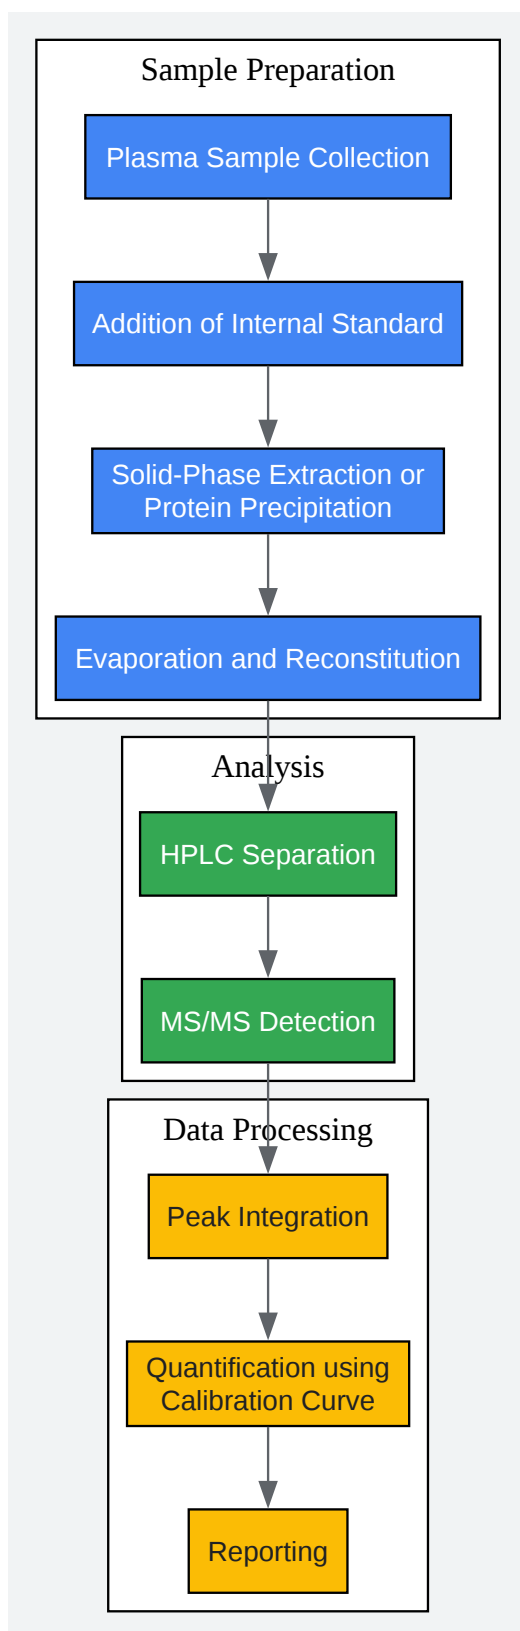 Sample Preparation
Plasma Sample Collection
Addition of Internal Standard
Solid-Phase Extraction or
Protein Precipitation
Evaporation and Reconstitution
Analysis
HPLC Separation
MS/MS Detection
Data Processing
Peak Integration
Quantification using
Calibration Curve
Reporting